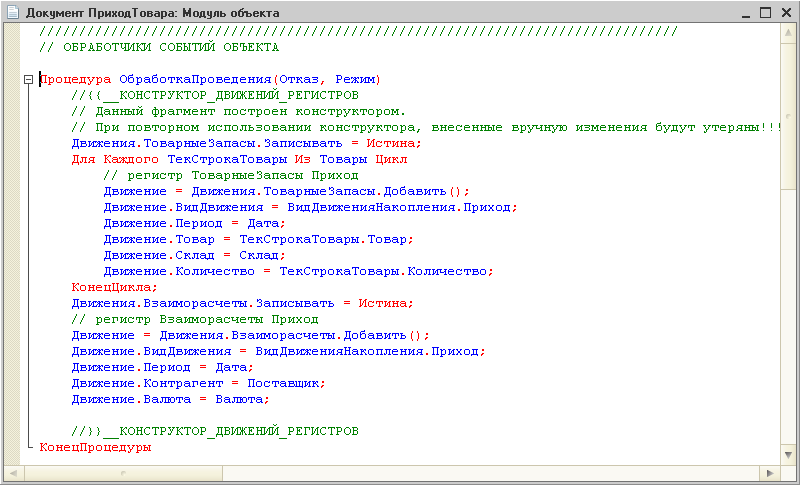 Документ ПриходТовара: Модуль объекта
////////////////////////////////////////////////////////////////////////////////
// ОБРАБОТЧИКИ СОБЫТИЙ ОБЪЕКТА
Процедура ОбработкаПроведения(Отказ, Режим)
//{{__КОНСТРУКТОР_ДВИЖЕНИЙ_РЕГИСТРОВ
// Данный фрагмент построен конструктором.
// При повторном использовании конструктора, внесенные вручную изменения будут утеряны!!!
Движения.ТоварныеЗапасы.Записывать = Истина;
Для Каждого ТекСтрокаТовары Из Товары Цикл
// регистр ТоварныеЗапасы Приход
Движение = Движения.ТоварныеЗапасы.Добавить();
Движение.ВидДвижения = ВидДвиженияНакопления.Приход;
Движение.Период = Дата;
Движение.Товар = ТекСтрокаТовары.Товар;
Движение.Склад = Склад;
Движение.Количество = ТекСтрокаТовары.Количество;
КонецЦикла;
Движения.Взаиморасчеты.Записывать = Истина;
// регистр Взаиморасчеты Приход
Движение = Движения.Взаиморасчеты.Добавить();
Движение.ВидДвижения = ВидДвиженияНакопления.Приход;
Движение.Период = Дата;
Движение.Контрагент = Поставщик;
Движение.Валюта = Валюта;
//}}__КОНСТРУКТОР_ДВИЖЕНИЙ_РЕГИСТРОВ
КонецПроцедуры